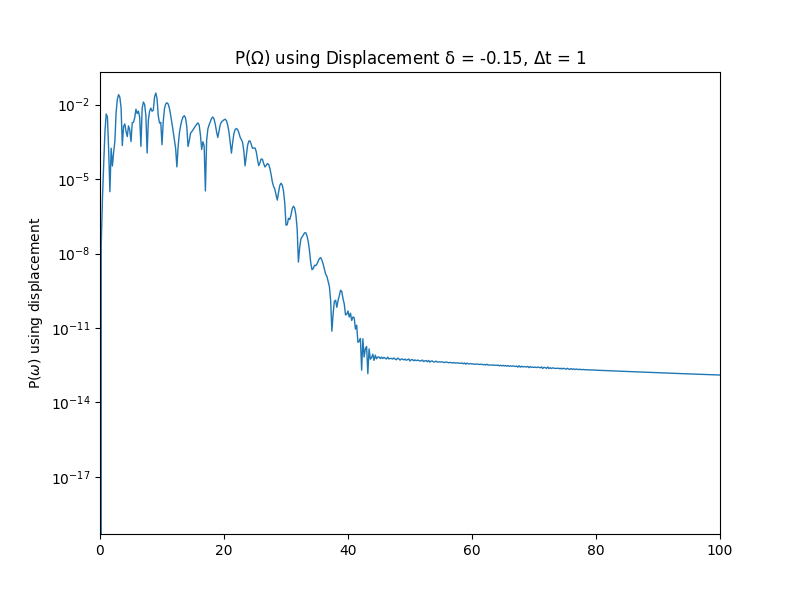 P(Ω) using Displacement δ = -0.15, Δt = 1
P(ω) using displacement
10⁻²
10⁻⁵
10⁻⁸
10⁻¹¹
10⁻¹⁴
10⁻¹⁷
0 20 40 60 80 100